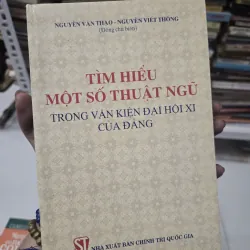 NGUYỄN VĂN THẠO - NGUYỄN VIẾT THÔNG
(Đồng chủ biên)
TÌM HIỂU
MỘT SỐ THUẬT NGỮ
TRONG VĂN KIỆN ĐẠI HỘI XI
CỦA ĐẢNG
NHÀ XUẤT BẢN CHÍNH TRỊ QUỐC GIA